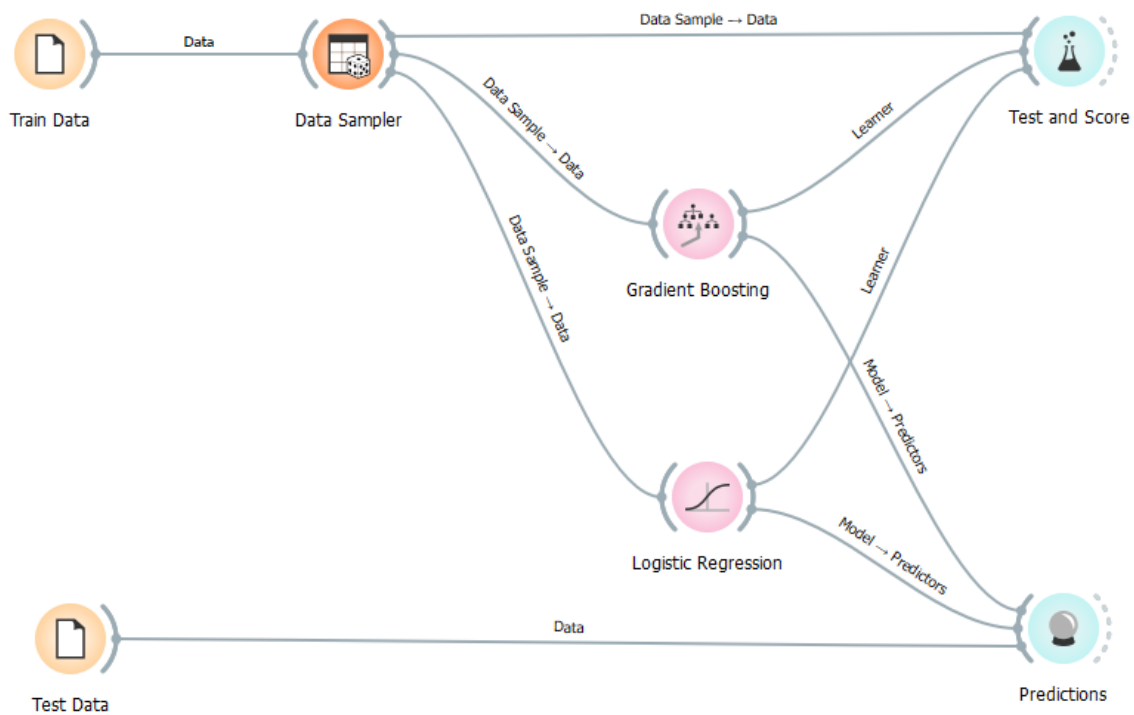 Data Sample → Data
Data
Train Data
Data Sampler
Test and Score
Data Sample → Data
Learner
Data Sample → Data
Gradient Boosting
Learner
Model → Predictors
Logistic Regression
Model → Predictors
Data
Test Data
Predictions